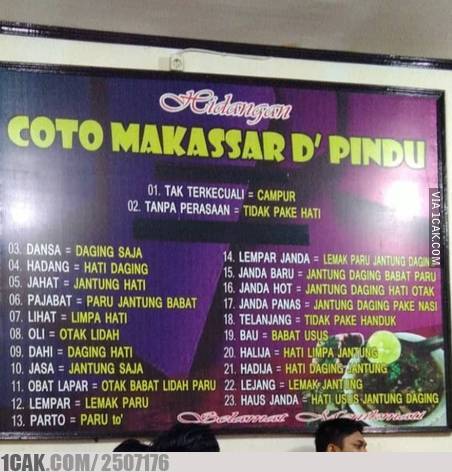 Hidangan
COTO MAKASSAR D' PINDU
01. TAK TERKECUALI = CAMPUR
02. TANPA PERASAAN = TIDAK PAKE HATI
03. DANSA = DAGING SAJA
04. HADANG = HATI DAGING
05. JAHAT = JANTUNG HATI
06. PAJABAT = PARU JANTUNG BABAT
07. LIHAT = LIMPA HATI
08. OLI = OTAK LIDAH
09. DAHI = DAGING HATI
10. JASA = JANTUNG SAJA
11. OBAT LAPAR = OTAK BABAT LIDAH PARU
12. LEMPAR = LEMAK PARU
13. PARTO = PARU to'
14. LEMPAR JANDA = LEMAK PARU JANTUNG DAGING
15. JANDA BARU = JANTUNG DAGING BABAT PARU
16. JANDA HOT = JANTUNG DAGING HATI OTAK
17. JANDA PANAS = JANTUNG DAGING PAKE NASI
18. TELANJANG = TIDAK PAKE HANDUK
19. BAU = BABAT USUS
20. HALIJA = HATI LIMPA JANTUNG
21. HADIJA = HATI DAGING JANTUNG
22. LEJANG = LEMAK JANTUNG
23. HAUS JANDA = HATI USUS JANTUNG DAGING
Selamat Menikmati
VIA 1CAK.COM
1CAK.COM/2507176